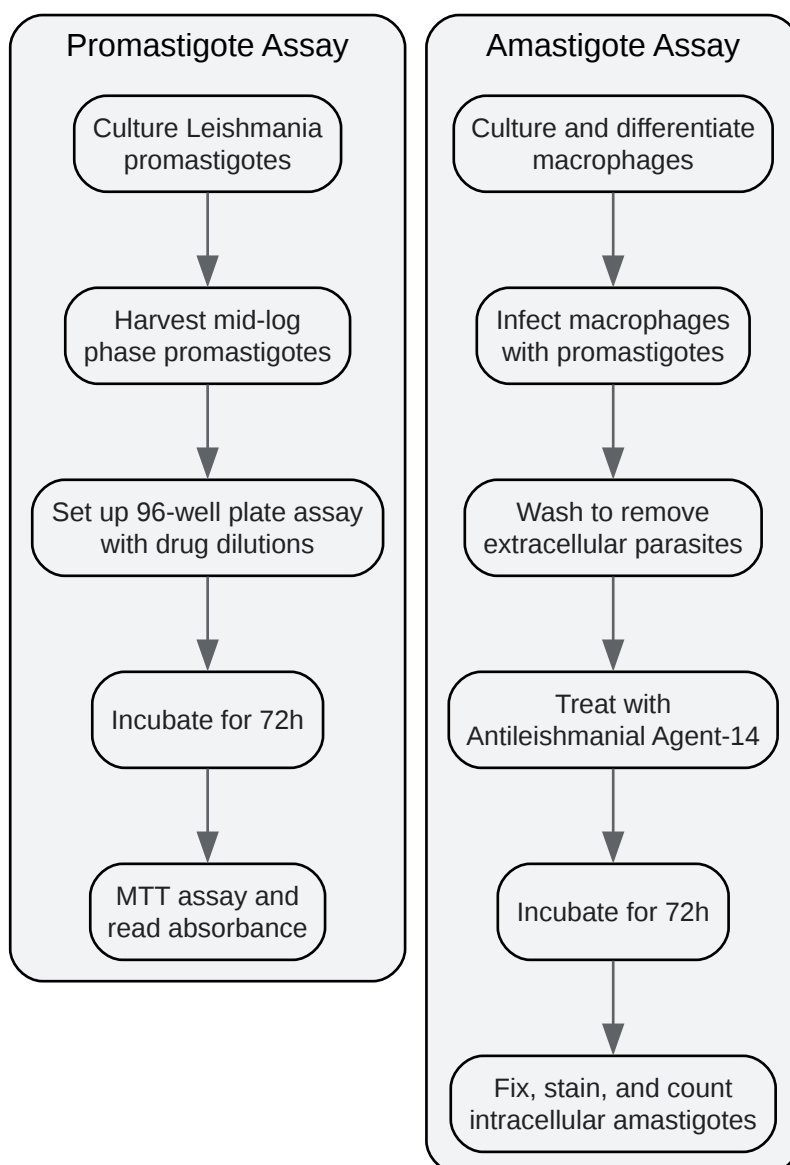 Promastigote Assay
Culture Leishmania
promastigotes
Harvest mid-log
phase promastigotes
Set up 96-well plate assay
with drug dilutions
Incubate for 72h
MTT assay and
read absorbance
Amastigote Assay
Culture and differentiate
macrophages
Infect macrophages
with promastigotes
Wash to remove
extracellular parasites
Treat with
Antileishmanial Agent-14
Incubate for 72h
Fix, stain, and count
intracellular amastigotes